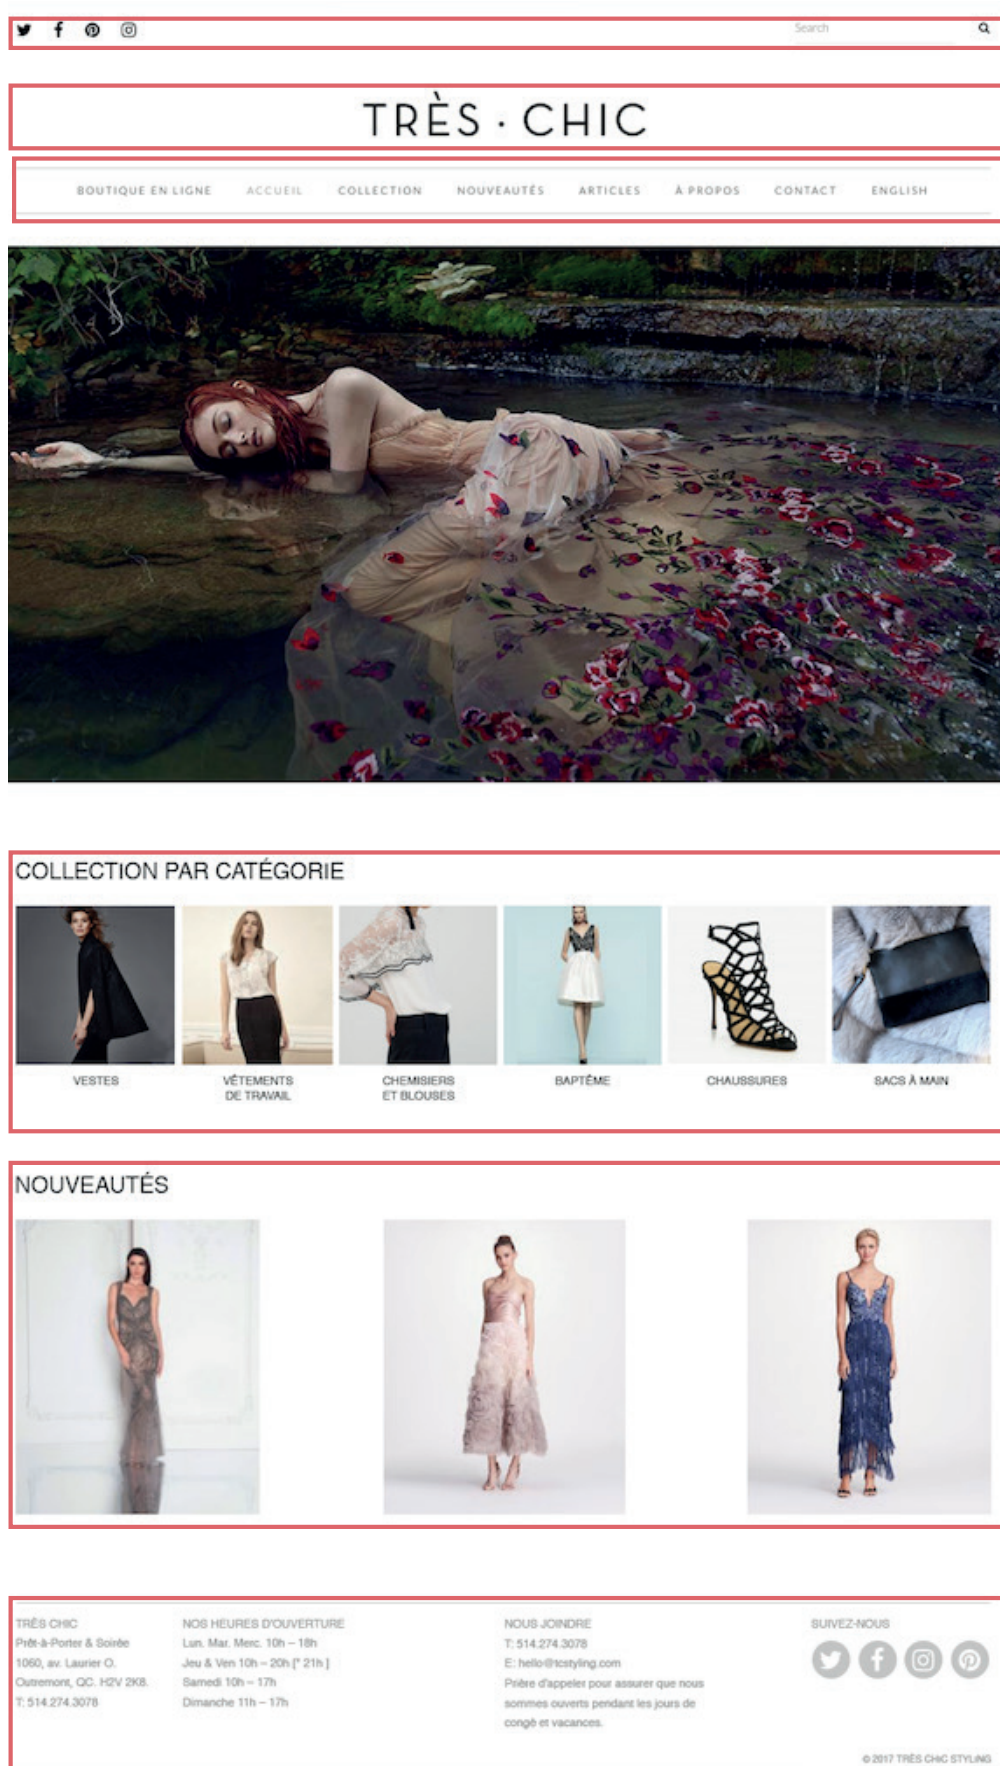 Search
TRÈS · CHIC
BOUTIQUE EN LIGNE ACCUEIL COLLECTION NOUVEAUTÉS ARTICLES À PROPOS CONTACT ENGLISH
COLLECTION PAR CATÉGORIE
VESTES
VÊTEMENTS
DE TRAVAIL
CHEMISIERS
ET BLOUSES
BAPTÊME
CHAUSSURES
SACS À MAIN
NOUVEAUTÉS
TRÈS CHIC
Prêt-à-Porter & Soirée
1060, av. Laurier O.
Outremont, QC. H2V 2K8.
T: 514.274.3078
NOS HEURES D'OUVERTURE
Lun. Mar. Merc. 10h – 18h
Jeu & Ven 10h – 20h [* 21h ]
Samedi 10h – 17h
Dimanche 11h – 17h
NOUS JOINDRE
T: 514.274.3078
E: hello@tcstyling.com
Prière d'appeler pour assurer que nous
sommes ouverts pendant les jours de
congé et vacances.
SUIVEZ-NOUS
© 2017 TRÈS CHIC STYLING